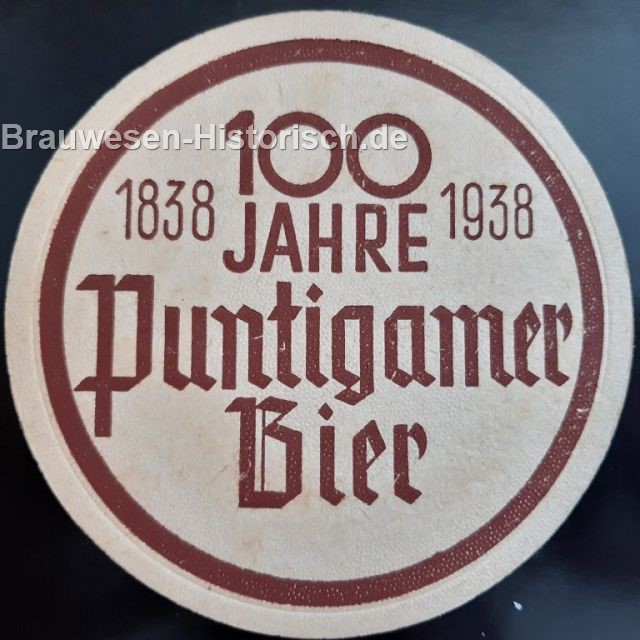 Brauwesen-Historisch.de
100
1838 JAHRE 1938
Puntigamer
Bier